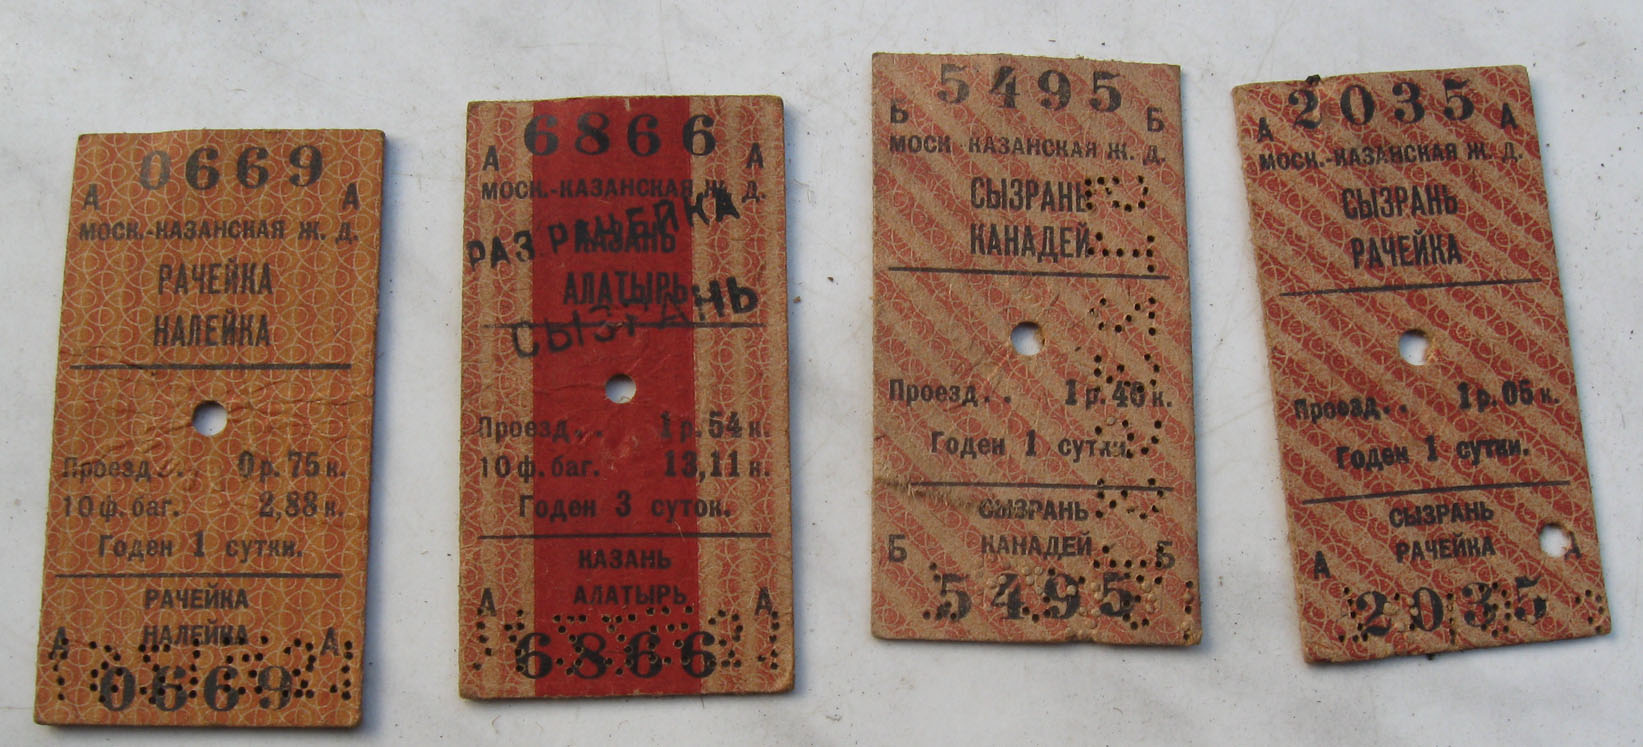 0669
А А
МОСК.-КАЗАНСКАЯ Ж. Д.
РАЧЕЙКА
НАЛЕЙКА
Проезд. . 0 р. 75 к.
10 ф. баг. 2,88 к.
Годен 1 сутки.
РАЧЕЙКА
НАЛЕЙКА
А А
0669
6866
А А
МОСК.-КАЗАНСКАЯ Ж. Д.
РАЗ РАЧЕЙКА
КАЗАНЬ
АЛАТЫРЬ
СЫЗРАНЬ
Проезд. . 1 р. 54 к.
10 ф. баг. 13,11 к.
Годен 3 суток.
КАЗАНЬ
АЛАТЫРЬ
А А
6866
5495
Б Б
МОСК КАЗАНСКАЯ Ж. Д.
СЫЗРАНЬ
КАНАДЕЙ
Проезд. . 1 р. 40 к.
Годен 1 сутки.
СЫЗРАНЬ
КАНАДЕЙ
Б Б
5495
2035
А А
МОСК.-КАЗАНСКАЯ Ж. Д.
СЫЗРАНЬ
РАЧЕЙКА
Проезд. . 1 р. 05 к.
Годен 1 сутки.
СЫЗРАНЬ
РАЧЕЙКА
А А
2035